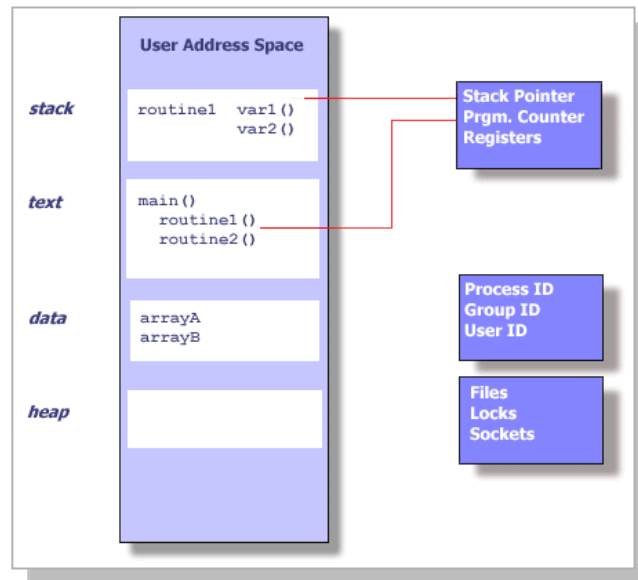 User Address Space
stack
routine1 var1()
var2()
Stack Pointer
Prgm. Counter
Registers
text
main()
routine1()
routine2()
data
arrayA
arrayB
Process ID
Group ID
User ID
heap
Files
Locks
Sockets